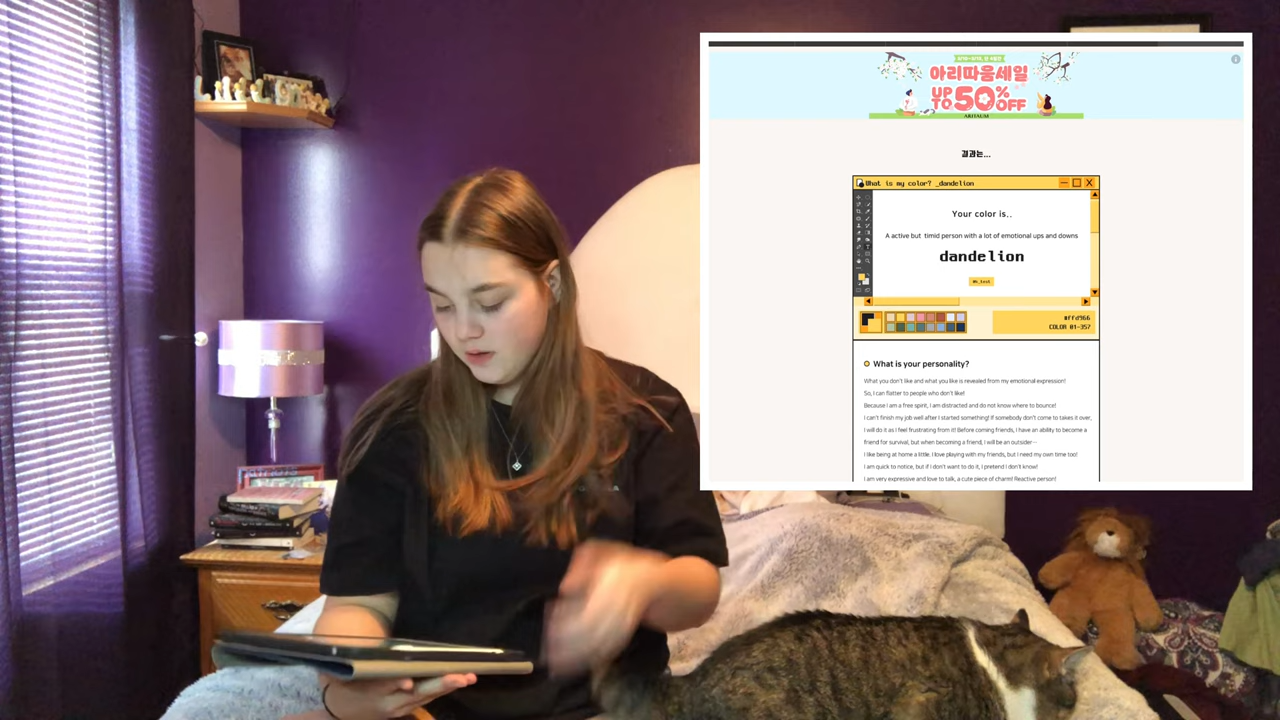 아리따움세일
UP TO 50% OFF
ARITAUM
결과는...
What is my color? _dandelion
Your color is..
A active but timid person with a lot of emotional ups and downs
dandelion
#ffd966
COLOR 01-357
What is your personality?
What you don't like and what you like is revealed from my emotional expression!
So, I can flatter to people who don't like!
Because I am a free spirit, I am distracted and do not know where to bounce!
I can't finish my job well after I started something! If somebody don't come to takes it over,
I will do it as I feel frustrating from it! Before coming friends, I have an ability to become a
friend for survival, but when becoming a friend, I will be an outsider~
I like being at home a little. I love playing with my friends, but I need my own time too!
I am quick to notice, but if I don't want to do it, I pretend I don't know!
I am very expressive and love to talk, a cute piece of charm! Reactive person!